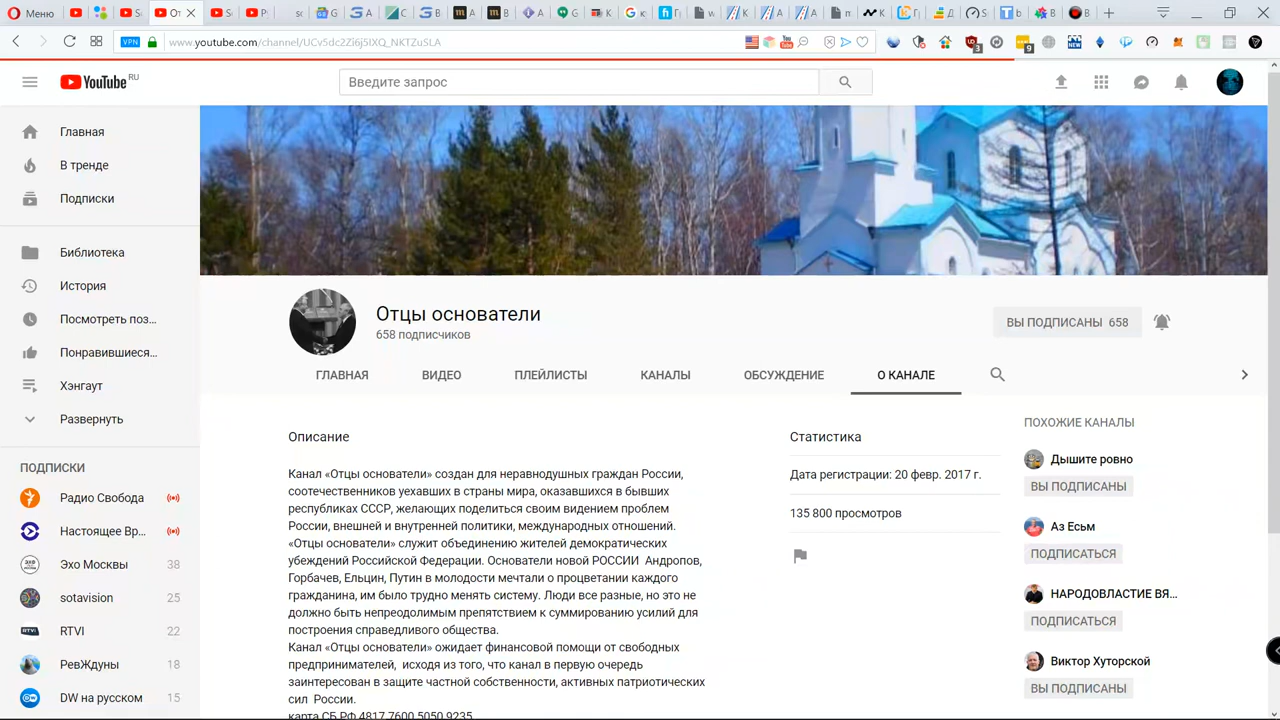 Меню
www.youtube.com/channel/UCv5dc2Zi6j5IXQ_NKTZuSLA
VPN
YouTube RU
Введите запрос
Главная
В тренде
Подписки
Библиотека
История
Посмотреть поз...
Понравившиеся...
Хэнгаут
Развернуть
ПОДПИСКИ
Радио Свобода
Настоящее Вр...
Эхо Москвы 38
sotavision 25
RTVI 22
РевЖдуны 18
DW на русском 15
Отцы основатели
658 подписчиков
ВЫ ПОДПИСАНЫ 658
ГЛАВНАЯ ВИДЕО ПЛЕЙЛИСТЫ КАНАЛЫ ОБСУЖДЕНИЕ О КАНАЛЕ
Описание
Канал «Отцы основатели» создан для неравнодушных граждан России,
соотечественников уехавших в страны мира, оказавшихся в бывших
республиках СССР, желающих поделиться своим видением проблем
России, внешней и внутренней политики, международных отношений.
«Отцы основатели» служит объединению жителей демократических
убеждений Российской Федерации. Основатели новой РОССИИ Андропов,
Горбачев, Ельцин, Путин в молодости мечтали о процветании каждого
гражданина, им было трудно менять систему. Люди все разные, но это не
должно быть непреодолимым препятствием к суммированию усилий для
построения справедливого общества.
Канал «Отцы основатели» ожидает финансовой помощи от свободных
предпринимателей, исходя из того, что канал в первую очередь
заинтересован в защите частной собственности, активных патриотических
сил России.
карта СБ РФ 4817 7600 5050 9235
Статистика
Дата регистрации: 20 февр. 2017 г.
135 800 просмотров
ПОХОЖИЕ КАНАЛЫ
Дышите ровно
ВЫ ПОДПИСАНЫ
Аз Есьм
ПОДПИСАТЬСЯ
НАРОДОВЛАСТИЕ ВЯ...
ПОДПИСАТЬСЯ
Виктор Хуторской
ВЫ ПОДПИСАНЫ